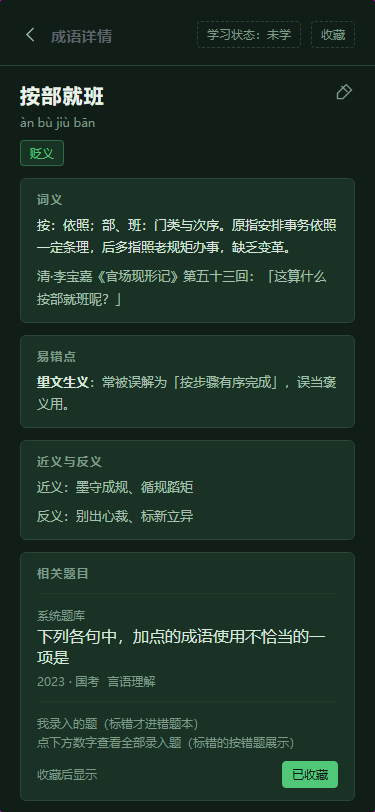 成语详情
学习状态：未学
收藏
按部就班
àn bù jiù bān
贬义
词义
按：依照；部、班：门类与次序。原指安排事务依照
一定条理，后多指照老规矩办事，缺乏变革。
清·李宝嘉《官场现形记》第五十三回：「这算什么
按部就班呢？」
易错点
望文生义：常被误解为「按步骤有序完成」，误当褒
义用。
近义与反义
近义：墨守成规、循规蹈矩
反义：别出心裁、标新立异
相关题目
系统题库
下列各句中，加点的成语使用不恰当的一
项是
2023 · 国考 言语理解
我录入的题（标错才进错题本）
点下方数字查看全部录入题（标错的按错题展示）
收藏后显示
已收藏